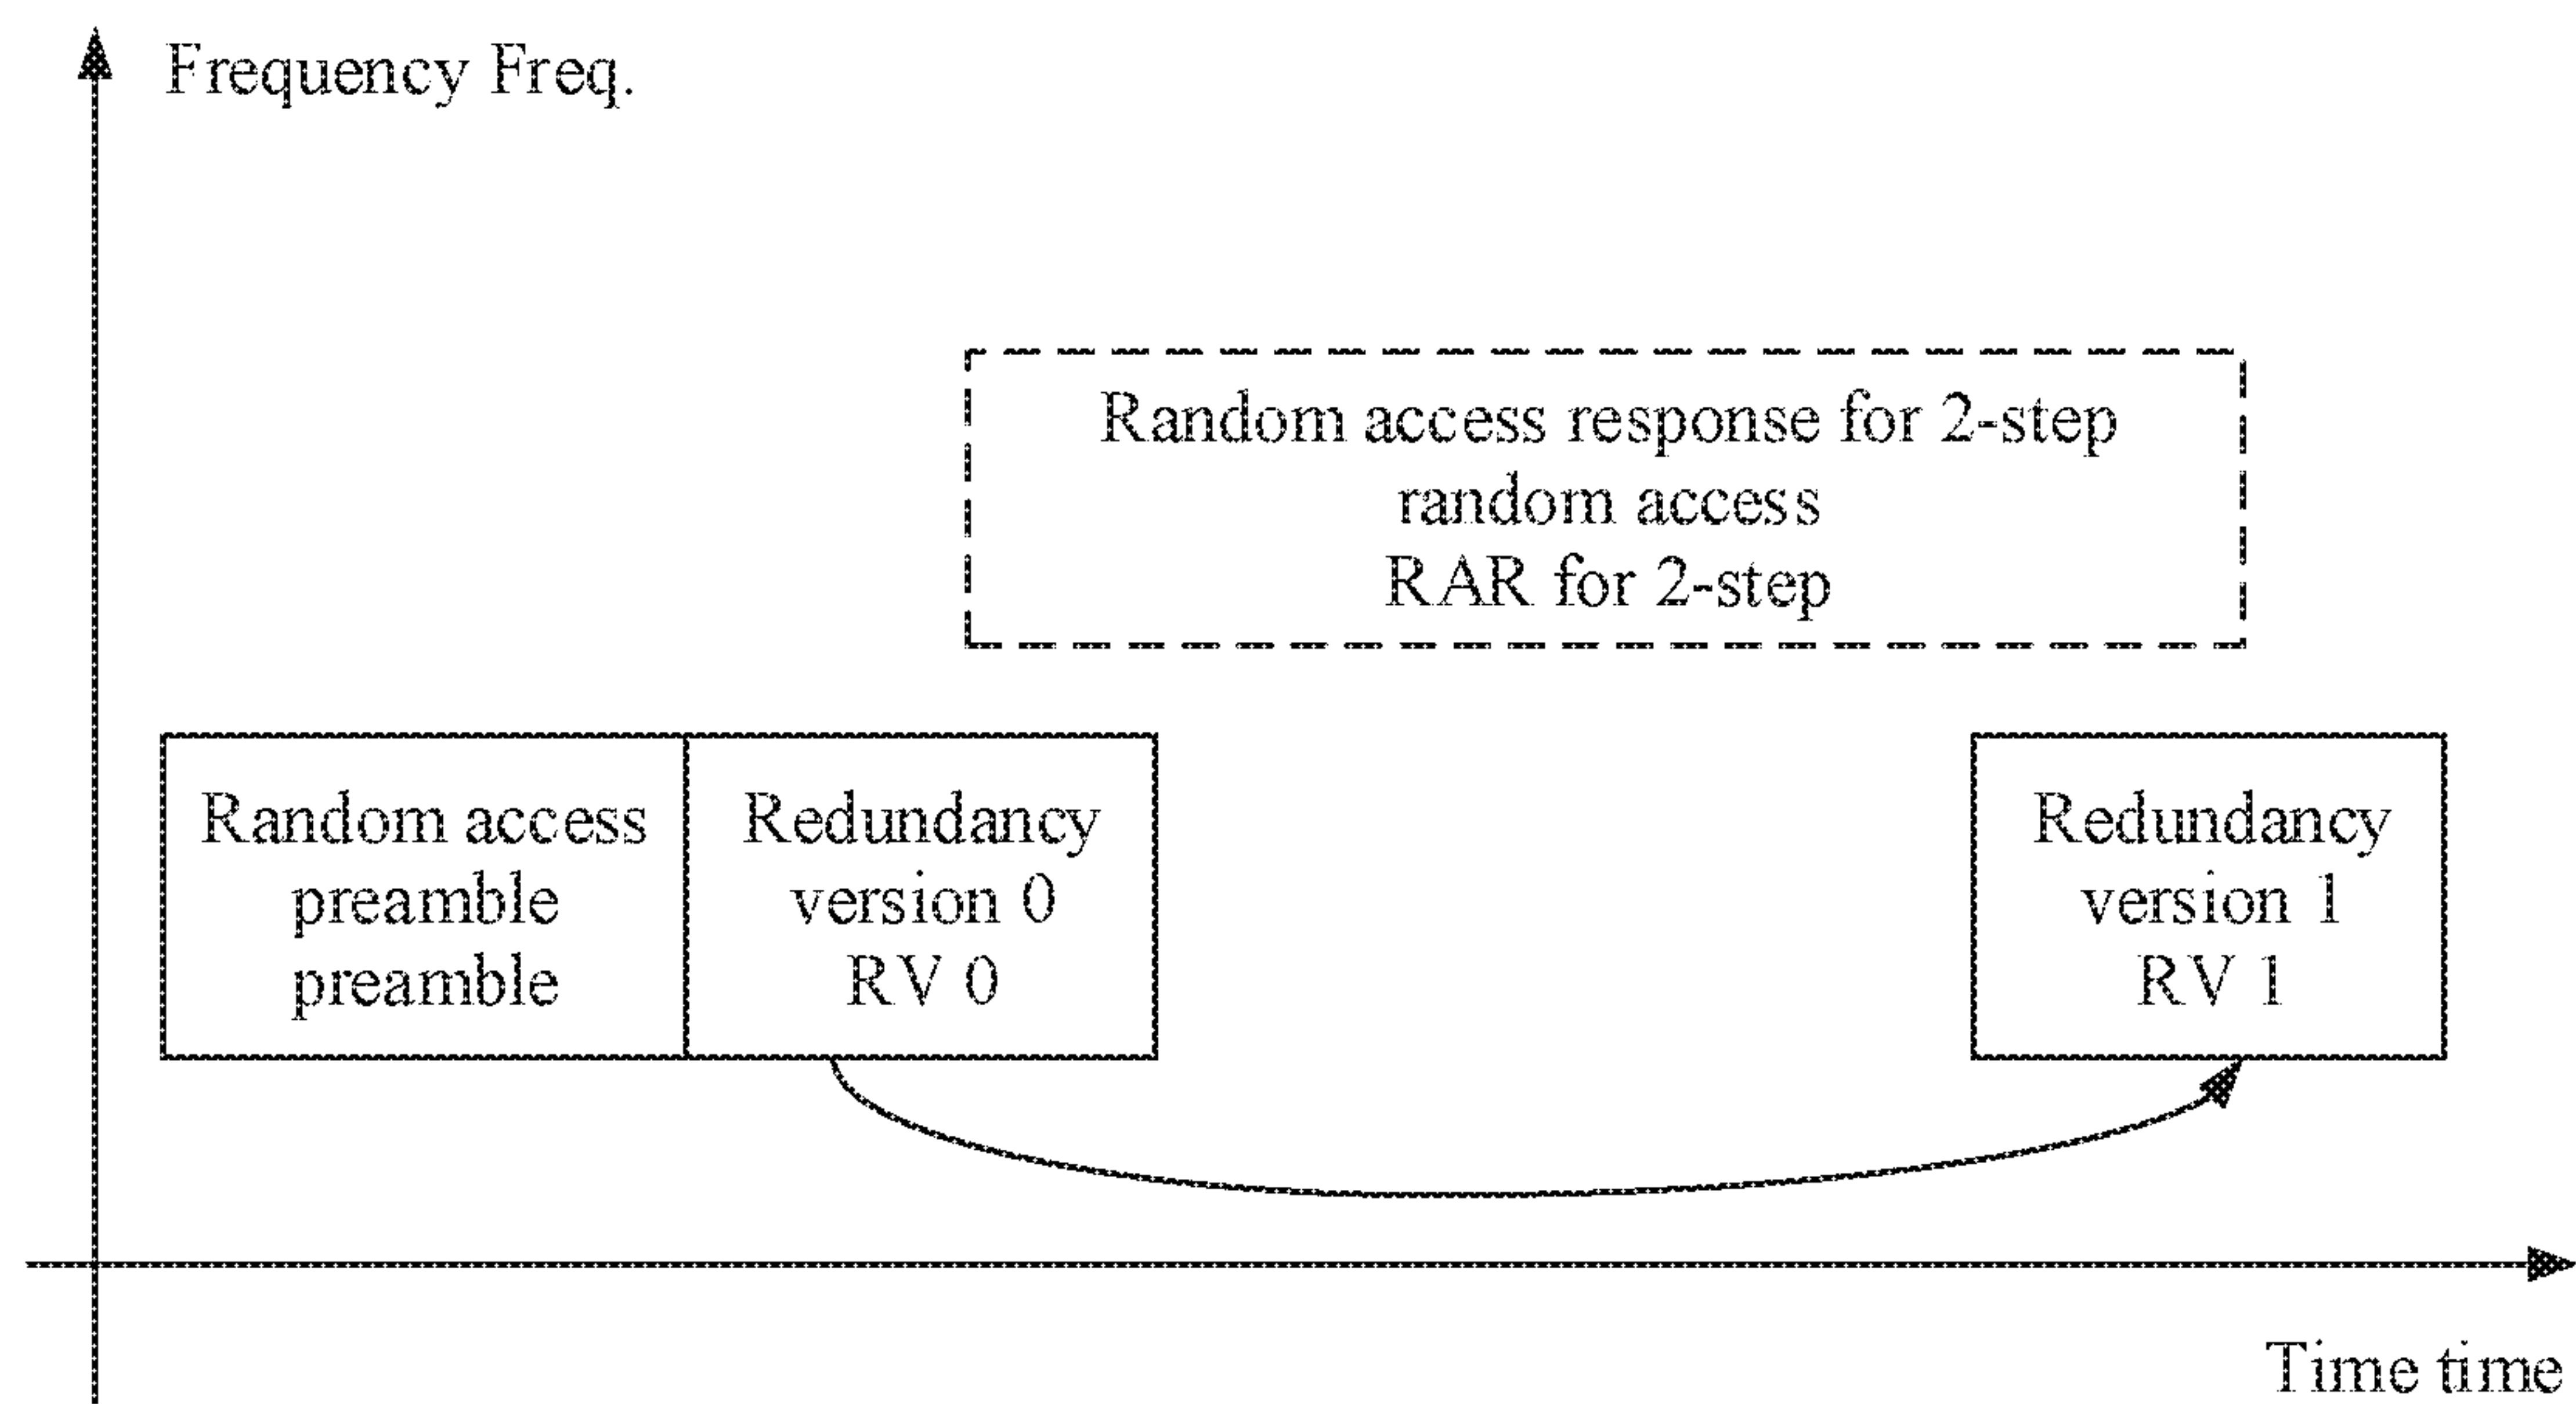 Frequency Freq.
Random access response for 2-step
random access
RAR for 2-step
Random access
preamble
preamble
Redundancy
version 0
RV 0
Redundancy
version 1
RV 1
Time time